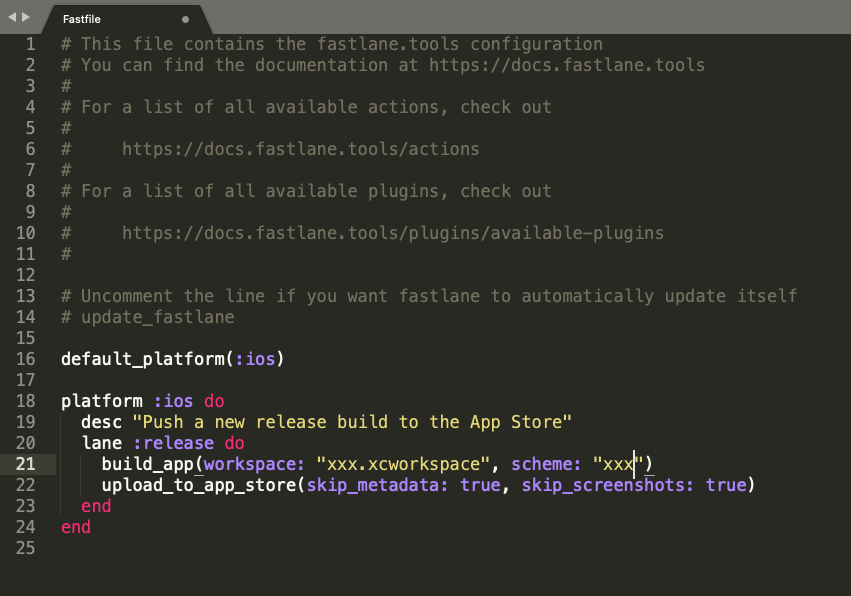 Fastfile
1 # This file contains the fastlane.tools configuration
2 # You can find the documentation at https://docs.fastlane.tools
3 #
4 # For a list of all available actions, check out
5 #
6 #     https://docs.fastlane.tools/actions
7 #
8 # For a list of all available plugins, check out
9 #
10 #     https://docs.fastlane.tools/plugins/available-plugins
11 #
12
13 # Uncomment the line if you want fastlane to automatically update itself
14 # update_fastlane
15
16 default_platform(:ios)
17
18 platform :ios do
19   desc "Push a new release build to the App Store"
20   lane :release do
21     build_app(workspace: "xxx.xcworkspace", scheme: "xxx")
22     upload_to_app_store(skip_metadata: true, skip_screenshots: true)
23   end
24 end
25